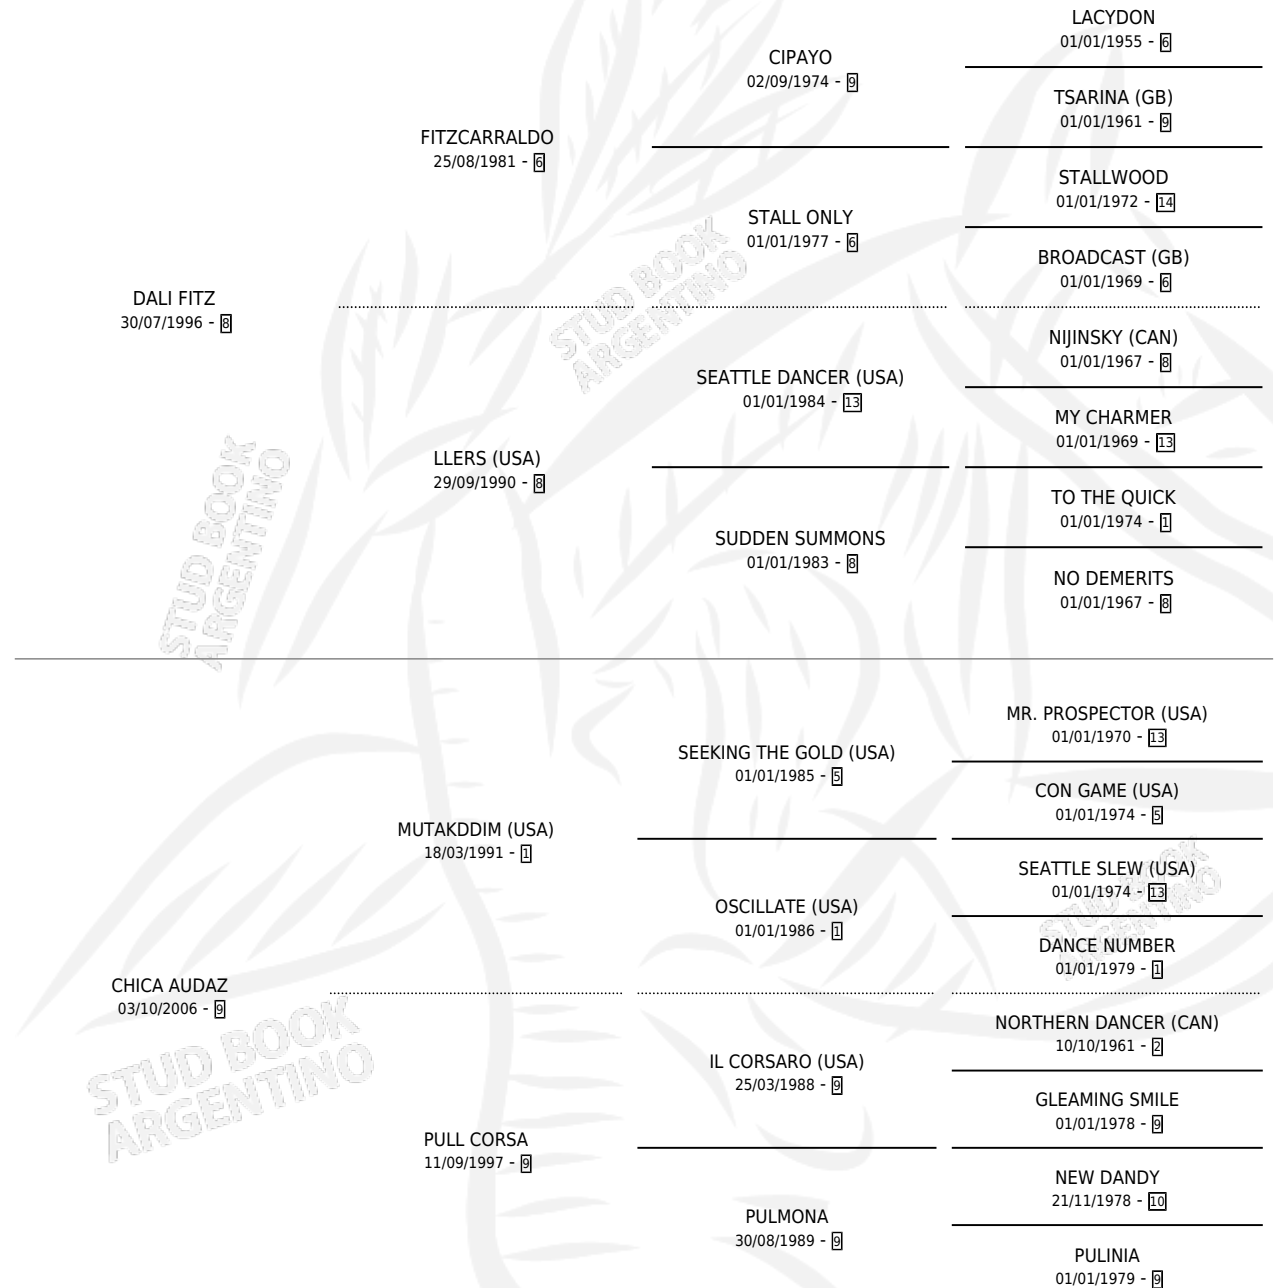 LACYDON
01/01/1955 - 6
CIPAYO
02/09/1974 - 9
TSARINA (GB)
01/01/1961 - 9
FITZCARRALDO
25/08/1981 - 6
STALLWOOD
01/01/1972 - 14
STALL ONLY
01/01/1977 - 6
BROADCAST (GB)
01/01/1969 - 6
DALI FITZ
30/07/1996 - 8
NIJINSKY (CAN)
01/01/1967 - 8
SEATTLE DANCER (USA)
01/01/1984 - 13
MY CHARMER
01/01/1969 - 13
LLERS (USA)
29/09/1990 - 8
TO THE QUICK
01/01/1974 - 1
SUDDEN SUMMONS
01/01/1983 - 8
NO DEMERITS
01/01/1967 - 8
MR. PROSPECTOR (USA)
01/01/1970 - 13
SEEKING THE GOLD (USA)
01/01/1985 - 5
CON GAME (USA)
01/01/1974 - 5
MUTAKDDIM (USA)
18/03/1991 - 1
SEATTLE SLEW (USA)
01/01/1974 - 13
OSCILLATE (USA)
01/01/1986 - 1
DANCE NUMBER
01/01/1979 - 1
CHICA AUDAZ
03/10/2006 - 9
NORTHERN DANCER (CAN)
10/10/1961 - 2
IL CORSARO (USA)
25/03/1988 - 9
GLEAMING SMILE
01/01/1978 - 9
PULL CORSA
11/09/1997 - 9
NEW DANDY
21/11/1978 - 10
PULMONA
30/08/1989 - 9
PULINIA
01/01/1979 - 9
STUD BOOK
ARGENTINO
STUD BOOK
ARGENTINO
STUD BOOK
ARGENTINO
STUD BOOK
ARGENTINO